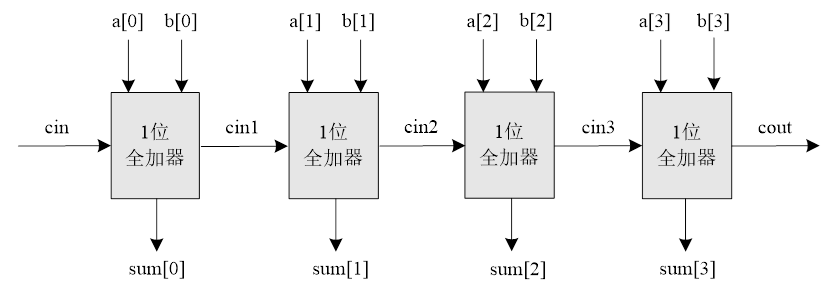 a[0] b[0] a[1] b[1] a[2] b[2] a[3] b[3]
cin 1位 cin1 1位 cin2 1位 cin3 1位 cout
全加器 全加器 全加器 全加器
sum[0] sum[1] sum[2] sum[3]